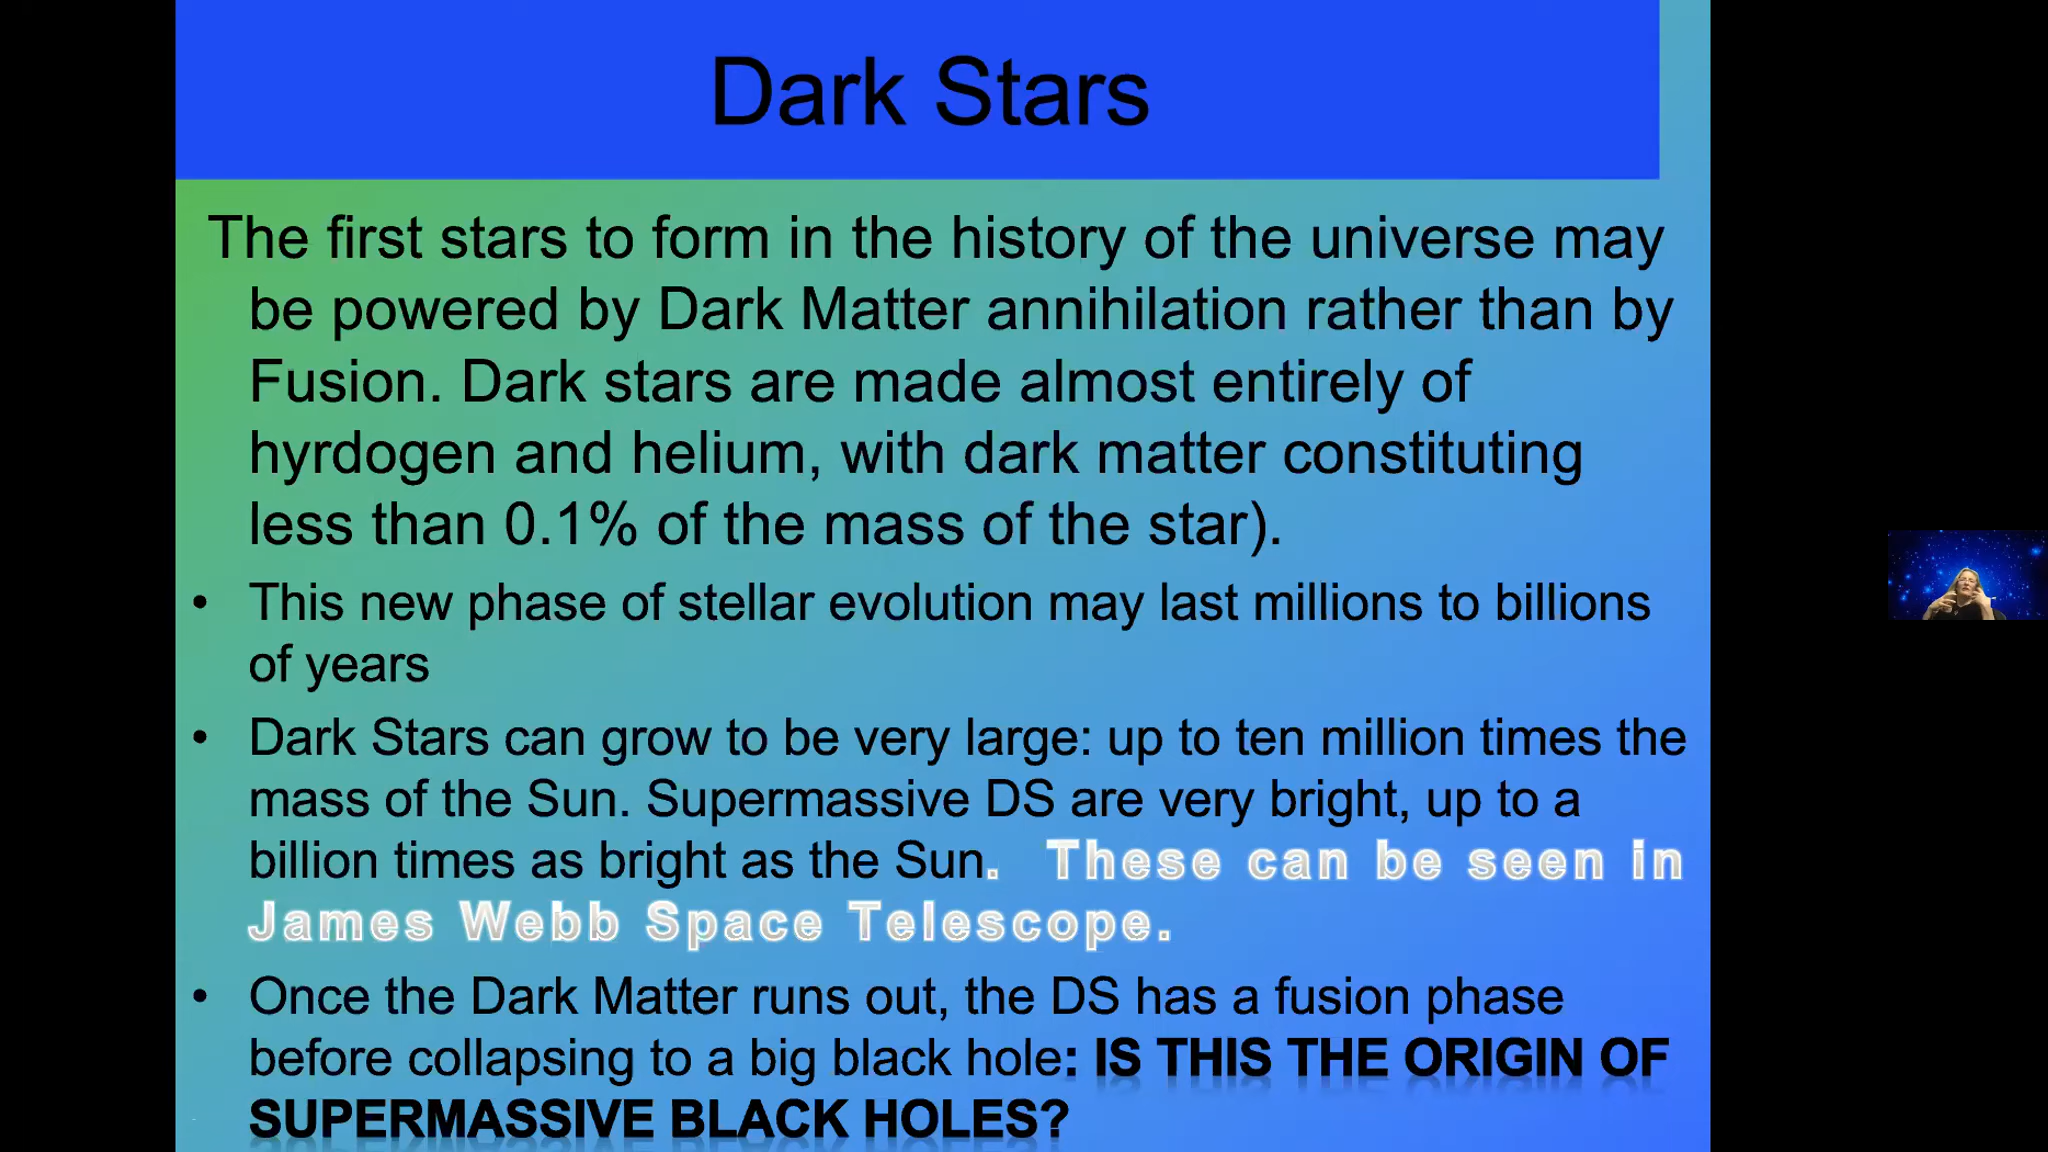 Dark Stars
The first stars to form in the history of the universe may
be powered by Dark Matter annihilation rather than by
Fusion. Dark stars are made almost entirely of
hyrdogen and helium, with dark matter constituting
less than 0.1% of the mass of the star).
• This new phase of stellar evolution may last millions to billions
of years
• Dark Stars can grow to be very large: up to ten million times the
mass of the Sun. Supermassive DS are very bright, up to a
billion times as bright as the Sun. These can be seen in
James Webb Space Telescope.
• Once the Dark Matter runs out, the DS has a fusion phase
before collapsing to a big black hole: IS THIS THE ORIGIN OF
SUPERMASSIVE BLACK HOLES?